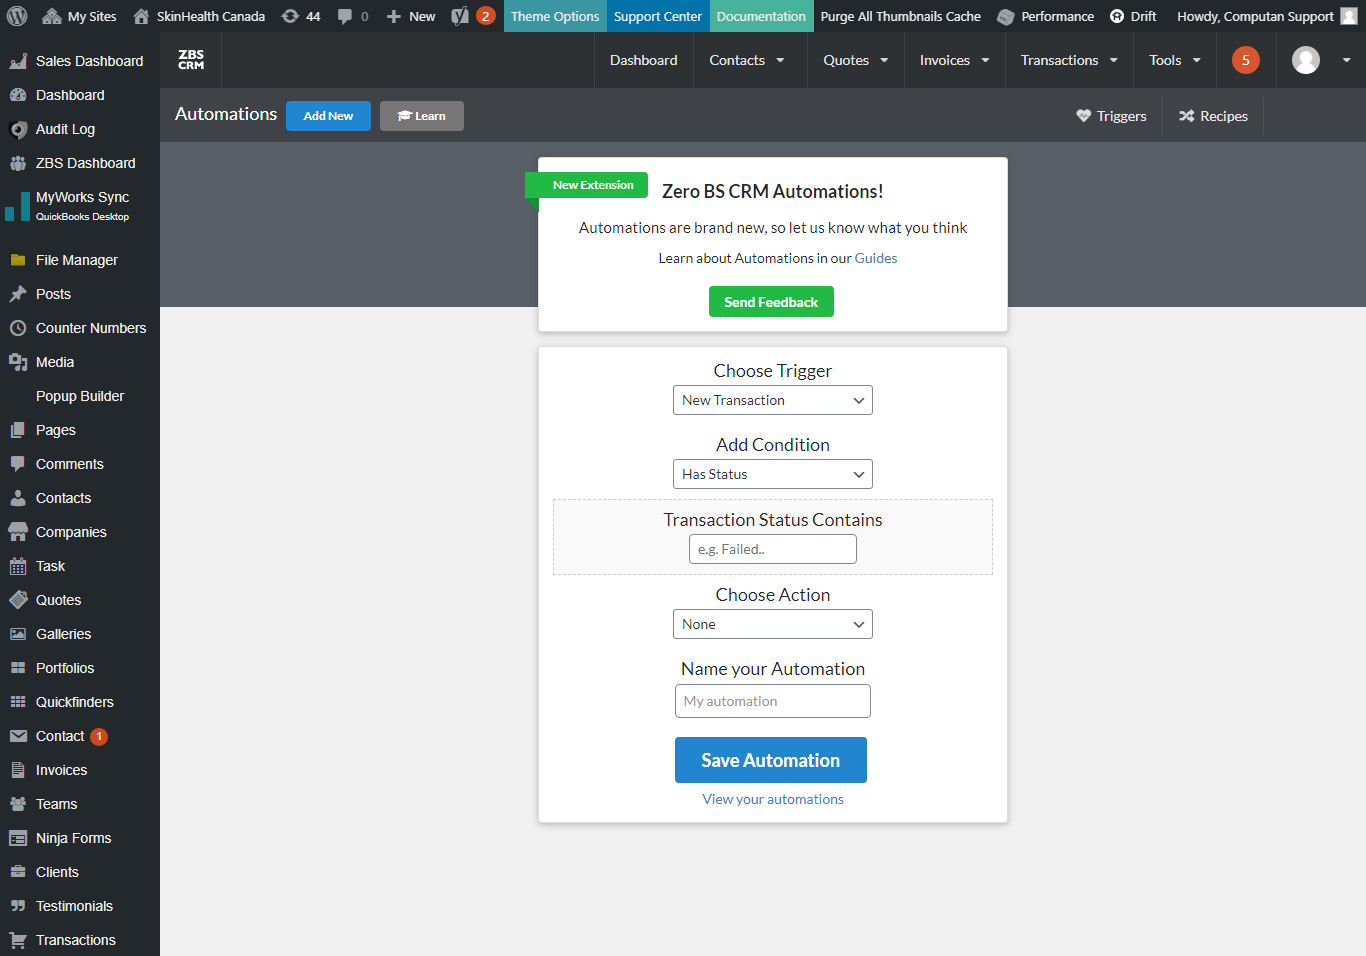 My Sites
SkinHealth Canada
44
0
New
2
Theme Options
Support Center
Documentation
Purge All Thumbnails Cache
Performance
Drift
Howdy, Computan Support
Sales Dashboard
Dashboard
Audit Log
ZBS Dashboard
MyWorks Sync
QuickBooks Desktop
File Manager
Posts
Counter Numbers
Media
Popup Builder
Pages
Comments
Contacts
Companies
Task
Quotes
Galleries
Portfolios
Quickfinders
Contact 1
Invoices
Teams
Ninja Forms
Clients
Testimonials
Transactions
ZBS
CRM
Dashboard
Contacts
Quotes
Invoices
Transactions
Tools
5
Automations
Add New
Learn
Triggers
Recipes
New Extension
Zero BS CRM Automations!
Automations are brand new, so let us know what you think
Learn about Automations in our Guides
Send Feedback
Choose Trigger
New Transaction
Add Condition
Has Status
Transaction Status Contains
e.g. Failed..
Choose Action
None
Name your Automation
My automation
Save Automation
View your automations